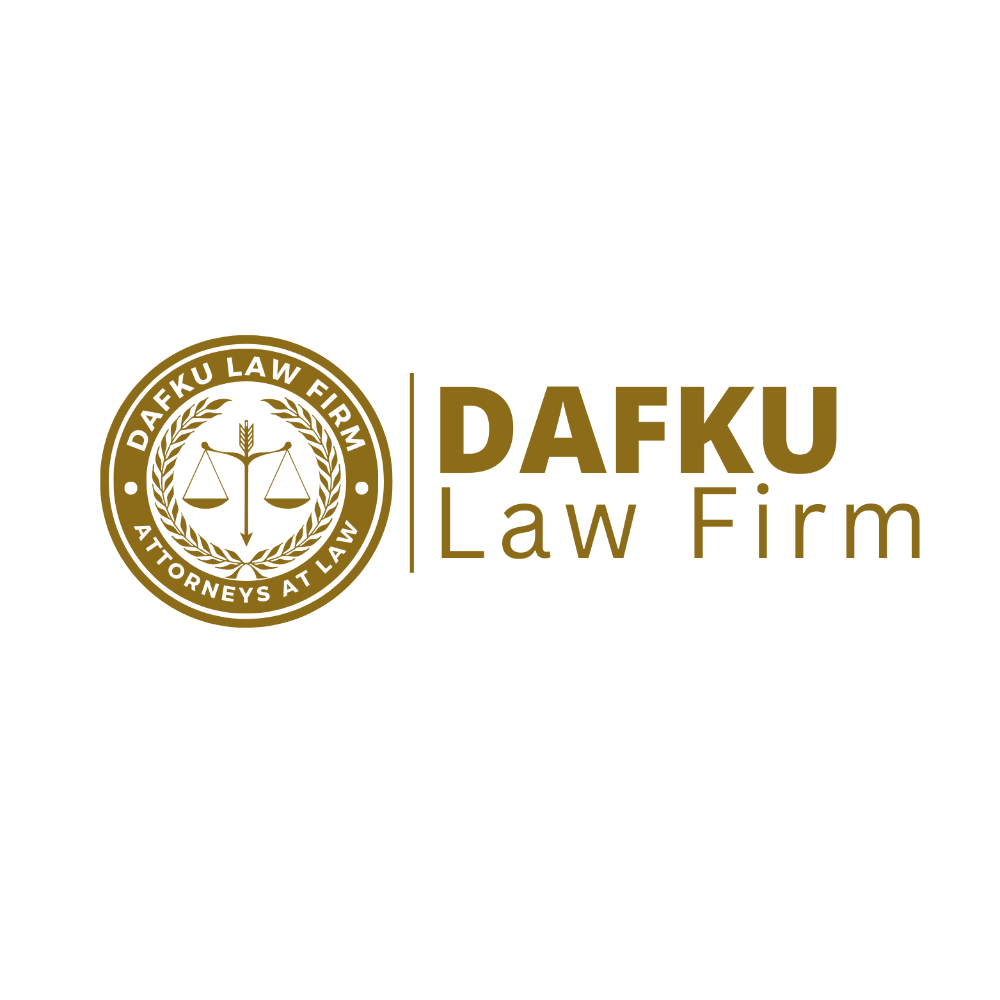 DAFKU LAW FIRM
ATTORNEYS AT LAW
DAFKU
Law Firm